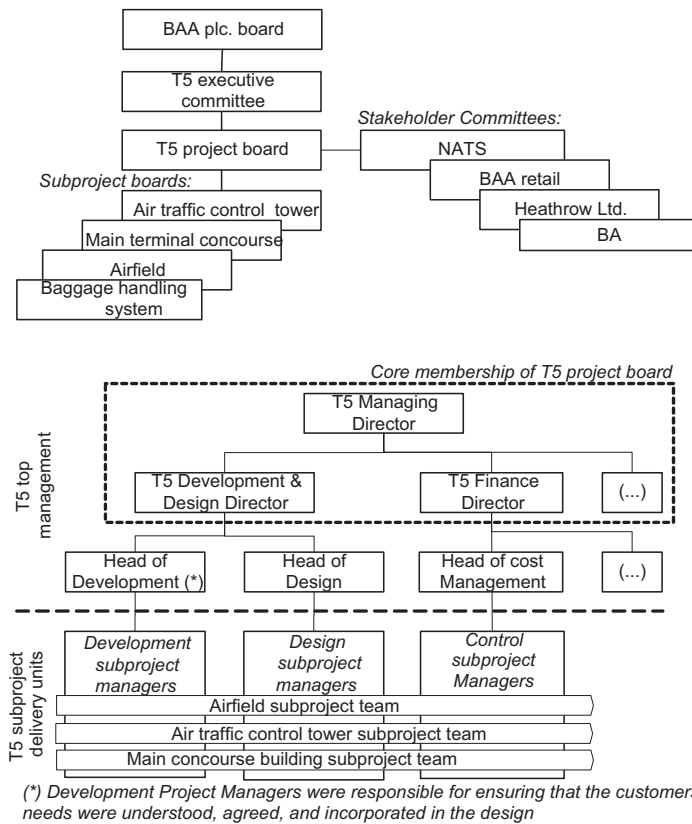 BAA plc. board
T5 executive
committee
Stakeholder Committees:
T5 project board
NATS
BAA retail
Heathrow Ltd.
BA
Subproject boards:
Air traffic control tower
Main terminal concourse
Airfield
Baggage handling
system
Core membership of T5 project board
T5 Managing
Director
T5 top
management
T5 Development &
Design Director
T5 Finance
Director
(...)
Head of
Development (*)
Head of
Design
Head of cost
Management
(...)
T5 subproject
delivery units
Development
subproject
managers
Design
subproject
managers
Control
subproject
Managers
Airfield subproject team
Air traffic control tower subproject team
Main concourse building subproject team
(*) Development Project Managers were responsible for ensuring that the customers
needs were understood, agreed, and incorporated in the design